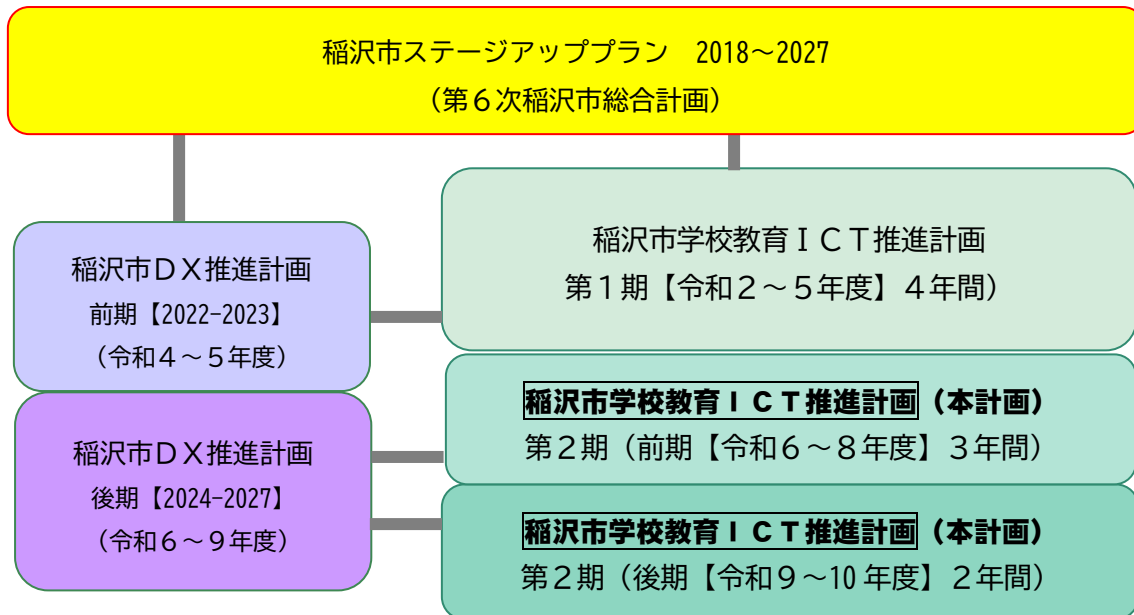 稲沢市ステージアッププラン　2018～2027
（第６次稲沢市総合計画）
稲沢市ＤＸ推進計画
前期【2022-2023】
（令和４～５年度）
稲沢市学校教育ＩＣＴ推進計画
第１期【令和２～５年度】４年間）
稲沢市学校教育ＩＣＴ推進計画（本計画）
第２期（前期【令和６～８年度】３年間）
稲沢市ＤＸ推進計画
後期【2024-2027】
（令和６～９年度）
稲沢市学校教育ＩＣＴ推進計画（本計画）
第２期（後期【令和９～10年度】２年間）